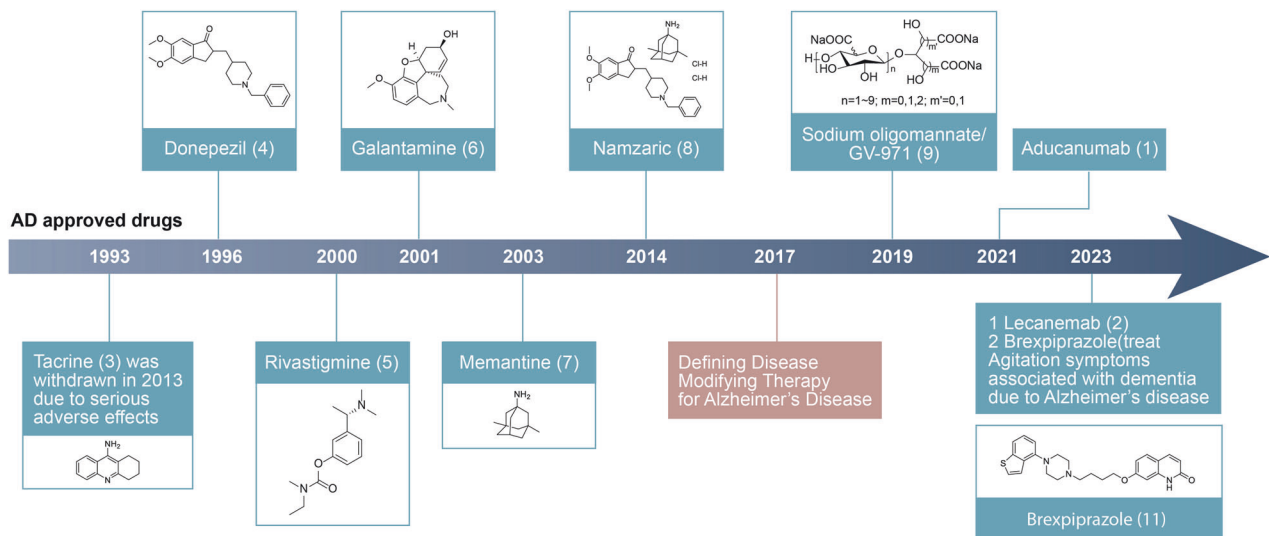 Donepezil (4)
Galantamine (6)
Namzaric (8)
Sodium oligomannate/
GV-971 (9)
Aducanumab (1)
O
O
O
N
O
H
OH
O
N
NH₂
O
O
O
N
Cl-H
Cl-H
NaOOC
H
O
HO
O
OH
n
O
HO
m'
COONa
HO
m
COONa
n=1~9; m=0,1,2; m'=0,1
AD approved drugs
1993
1996
2000
2001
2003
2014
2017
2019
2021
2023
Tacrine (3) was
withdrawn in 2013
due to serious
adverse effects
NH₂
N
Rivastigmine (5)
N
O
N
O
Memantine (7)
NH₂
Defining Disease
Modifying Therapy
for Alzheimer's Disease
1 Lecanemab (2)
2 Brexpiprazole(treat
Agitation symptoms
associated with dementia
due to Alzheimer's disease
S
N
N
O
N
H
O
Brexpiprazole (11)